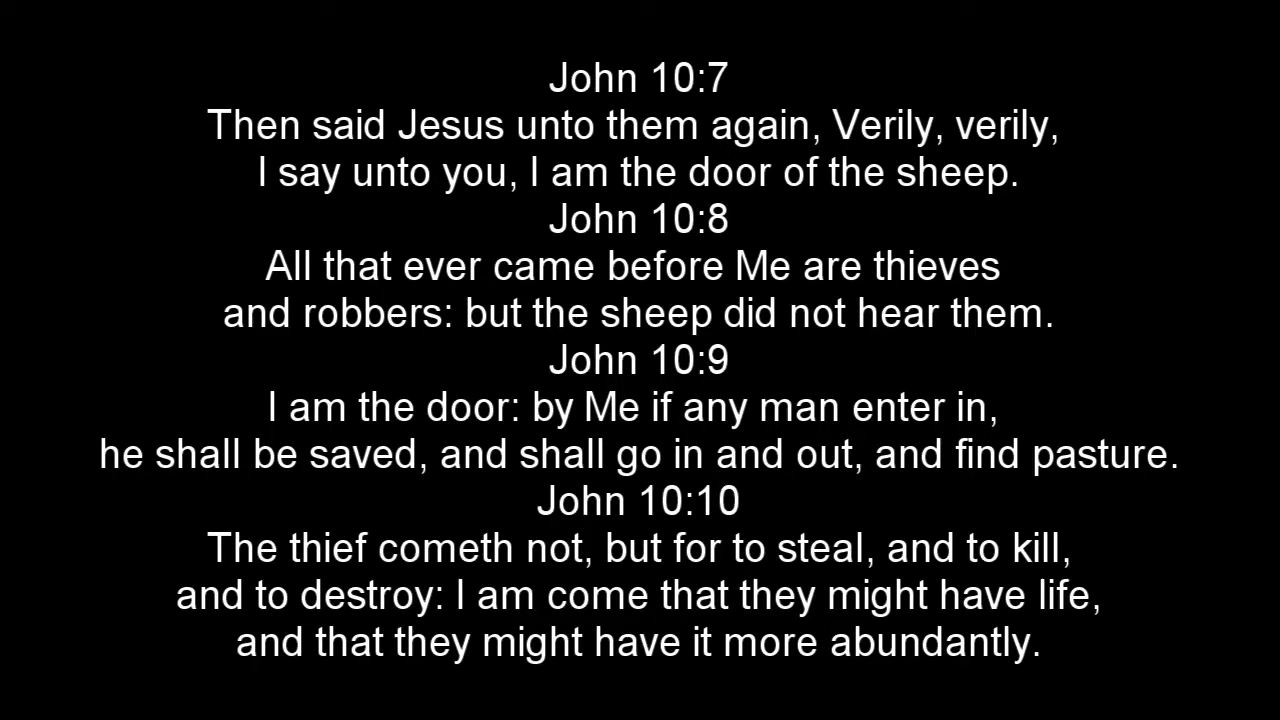 John 10:7
Then said Jesus unto them again, Verily, verily,
I say unto you, I am the door of the sheep.
John 10:8
All that ever came before Me are thieves
and robbers: but the sheep did not hear them.
John 10:9
I am the door: by Me if any man enter in,
he shall be saved, and shall go in and out, and find pasture.
John 10:10
The thief cometh not, but for to steal, and to kill,
and to destroy: I am come that they might have life,
and that they might have it more abundantly.